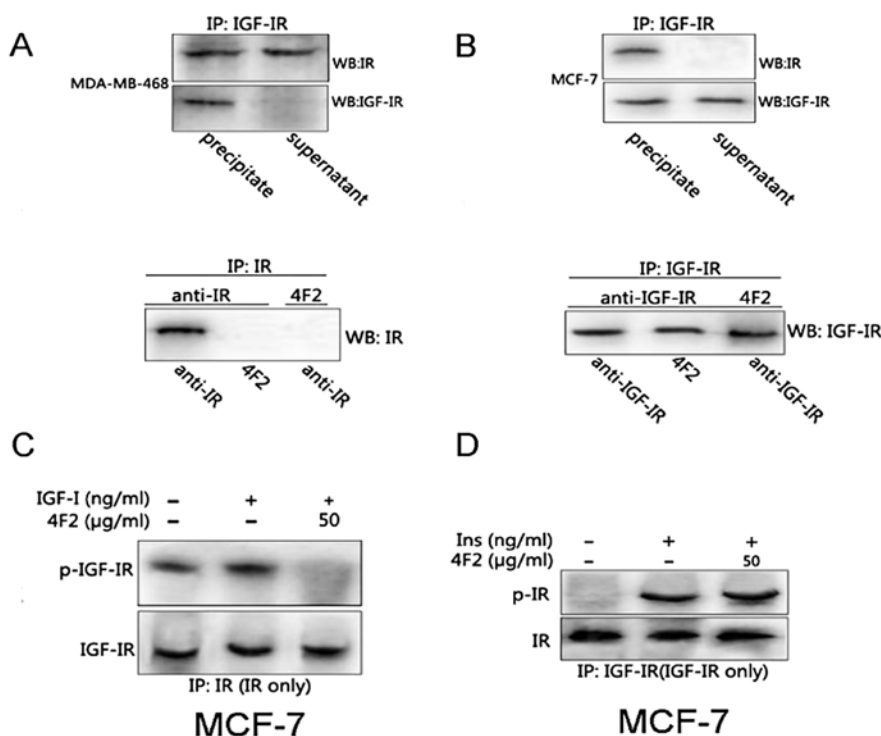 A
IP: IGF-IR
MDA-MB-468
WB:IR
WB:IGF-IR
precipitate
supernatant
IP: IR
anti-IR 4F2
WB: IR
anti-IR
4F2
anti-IR
B
IP: IGF-IR
MCF-7
WB:IR
WB:IGF-IR
precipitate
supernatant
IP: IGF-IR
anti-IGF-IR 4F2
WB: IGF-IR
anti-IGF-IR
4F2
anti-IGF-IR
C
IGF-I (ng/ml) – + +
4F2 (µg/ml) – – 50
p-IGF-IR
IGF-IR
IP: IR (IR only)
MCF-7
D
Ins (ng/ml) – + +
4F2 (µg/ml) – – 50
p-IR
IR
IP: IGF-IR(IGF-IR only)
MCF-7